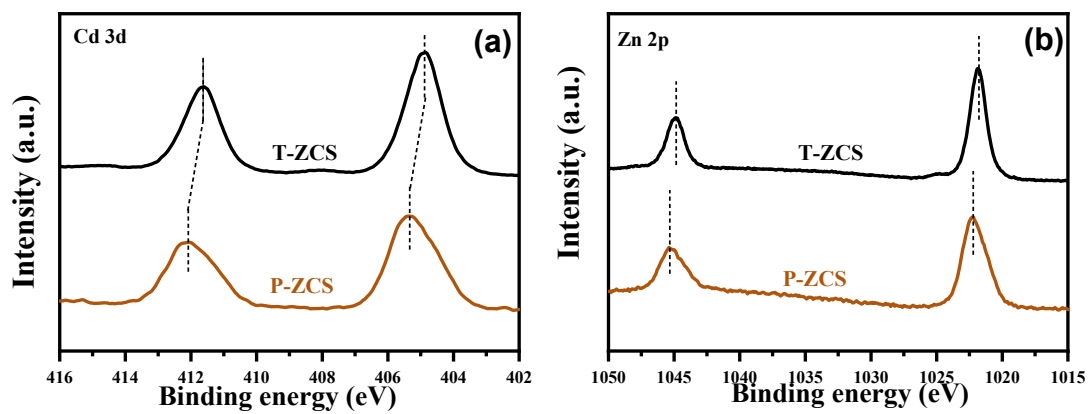 Cd 3d
(a)
T-ZCS
P-ZCS
Intensity (a.u.)
416 414 412 410 408 406 404 402
Binding energy (eV)
Zn 2p
(b)
T-ZCS
P-ZCS
Intensity (a.u.)
1050 1045 1040 1035 1030 1025 1020 1015
Binding energy (eV)